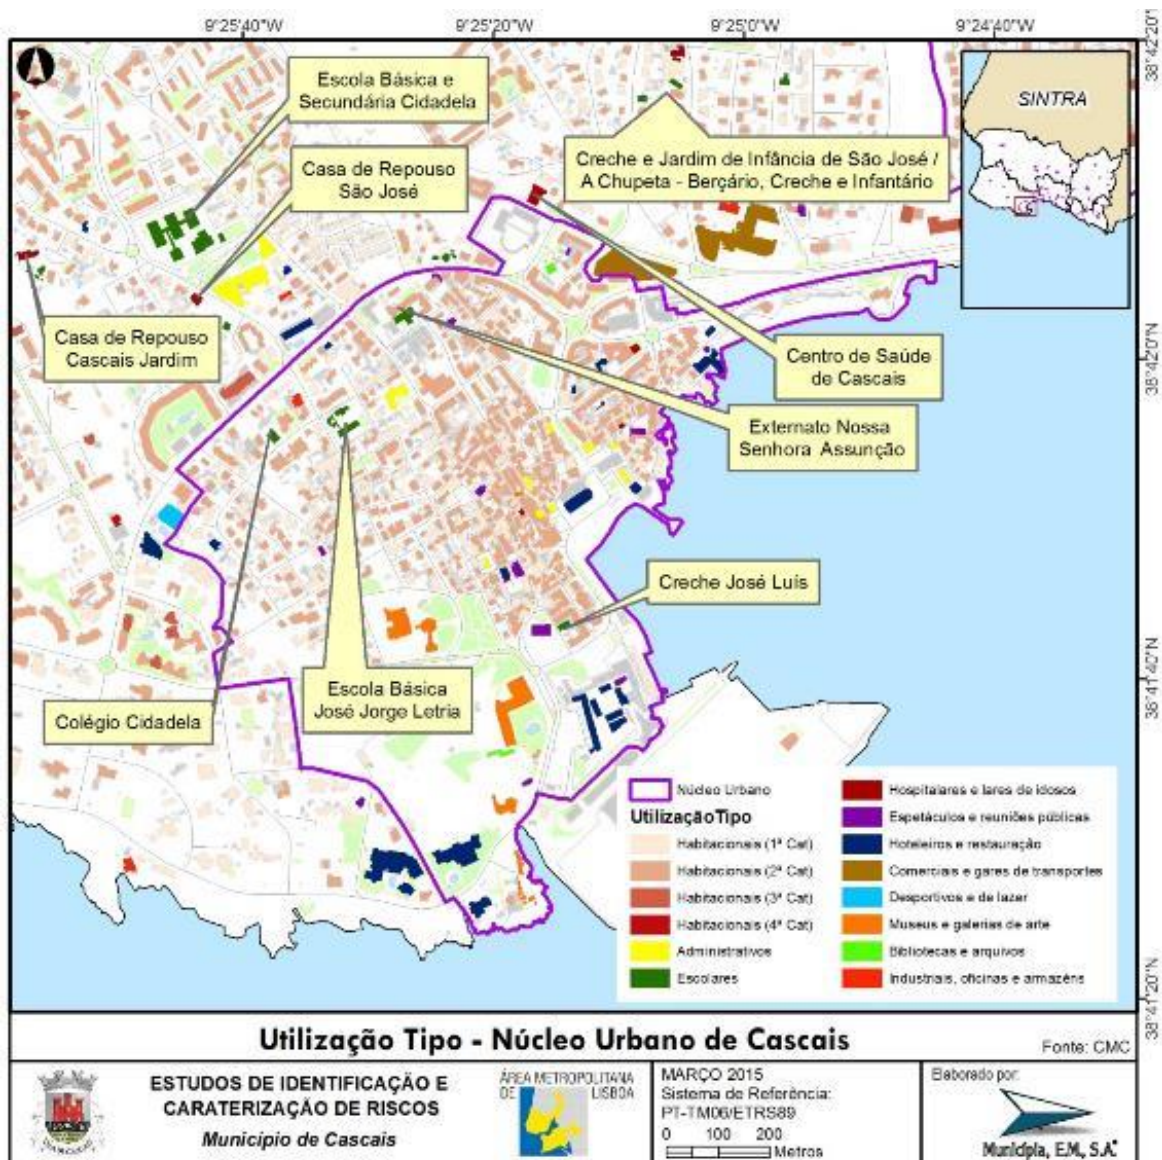 9°25'40"W
9°25'20"W
9°25'0"W
9°24'40"W
38°42'20"N
38°42'0"N
38°41'40"N
38°41'20"N
Escola Básica e
Secundária Cidadela
Casa de Repouso
São José
Creche e Jardim de Infância de São José /
A Chupeta - Berçário, Creche e Infantário
SINTRA
Casa de Repouso
Cascais Jardim
Centro de Saúde
de Cascais
Externato Nossa
Senhora Assunção
Creche José Luís
Escola Básica
José Jorge Letria
Colégio Cidadela
Núcleo Urbano
UtilizaçãoTipo
Habitacionais (1ª Cat)
Habitacionais (2ª Cat)
Habitacionais (3ª Cat)
Habitacionais (4ª Cat)
Administrativos
Escolares
Hospitalares e lares de idosos
Espetáculos e reuniões públicas
Hoteleiros e restauração
Comerciais e gares de transportes
Desportivos e de lazer
Museus e galerias de arte
Bibliotecas e arquivos
Industriais, oficinas e armazéns
Utilização Tipo - Núcleo Urbano de Cascais
Fonte: CMC
ESTUDOS DE IDENTIFICAÇÃO E
CARATERIZAÇÃO DE RISCOS
Município de Cascais
ÁREA METROPOLITANA
DE LISBOA
MARÇO 2015
Sistema de Referência:
PT-TM06/ETRS89
0 100 200
Metros
Elaborado por:
Municípia, E.M., S.A.